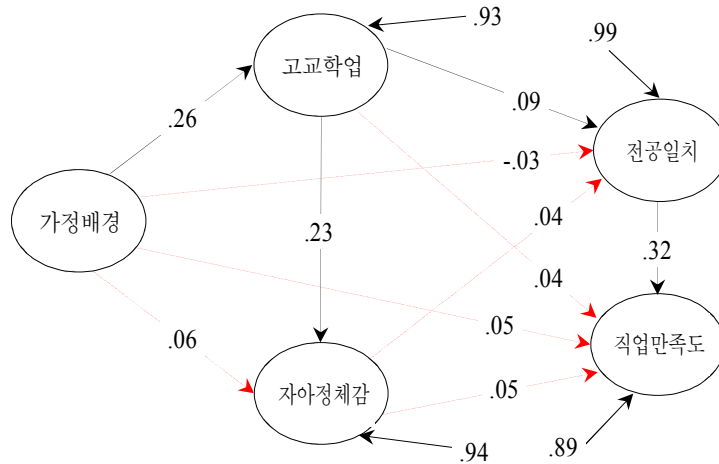 .93
.99
고교학업
.09
.26
전공일치
-.03
가정배경
.04
.23
.32
.04
.06
.05
직업만족도
자아정체감
.05
.94
.89